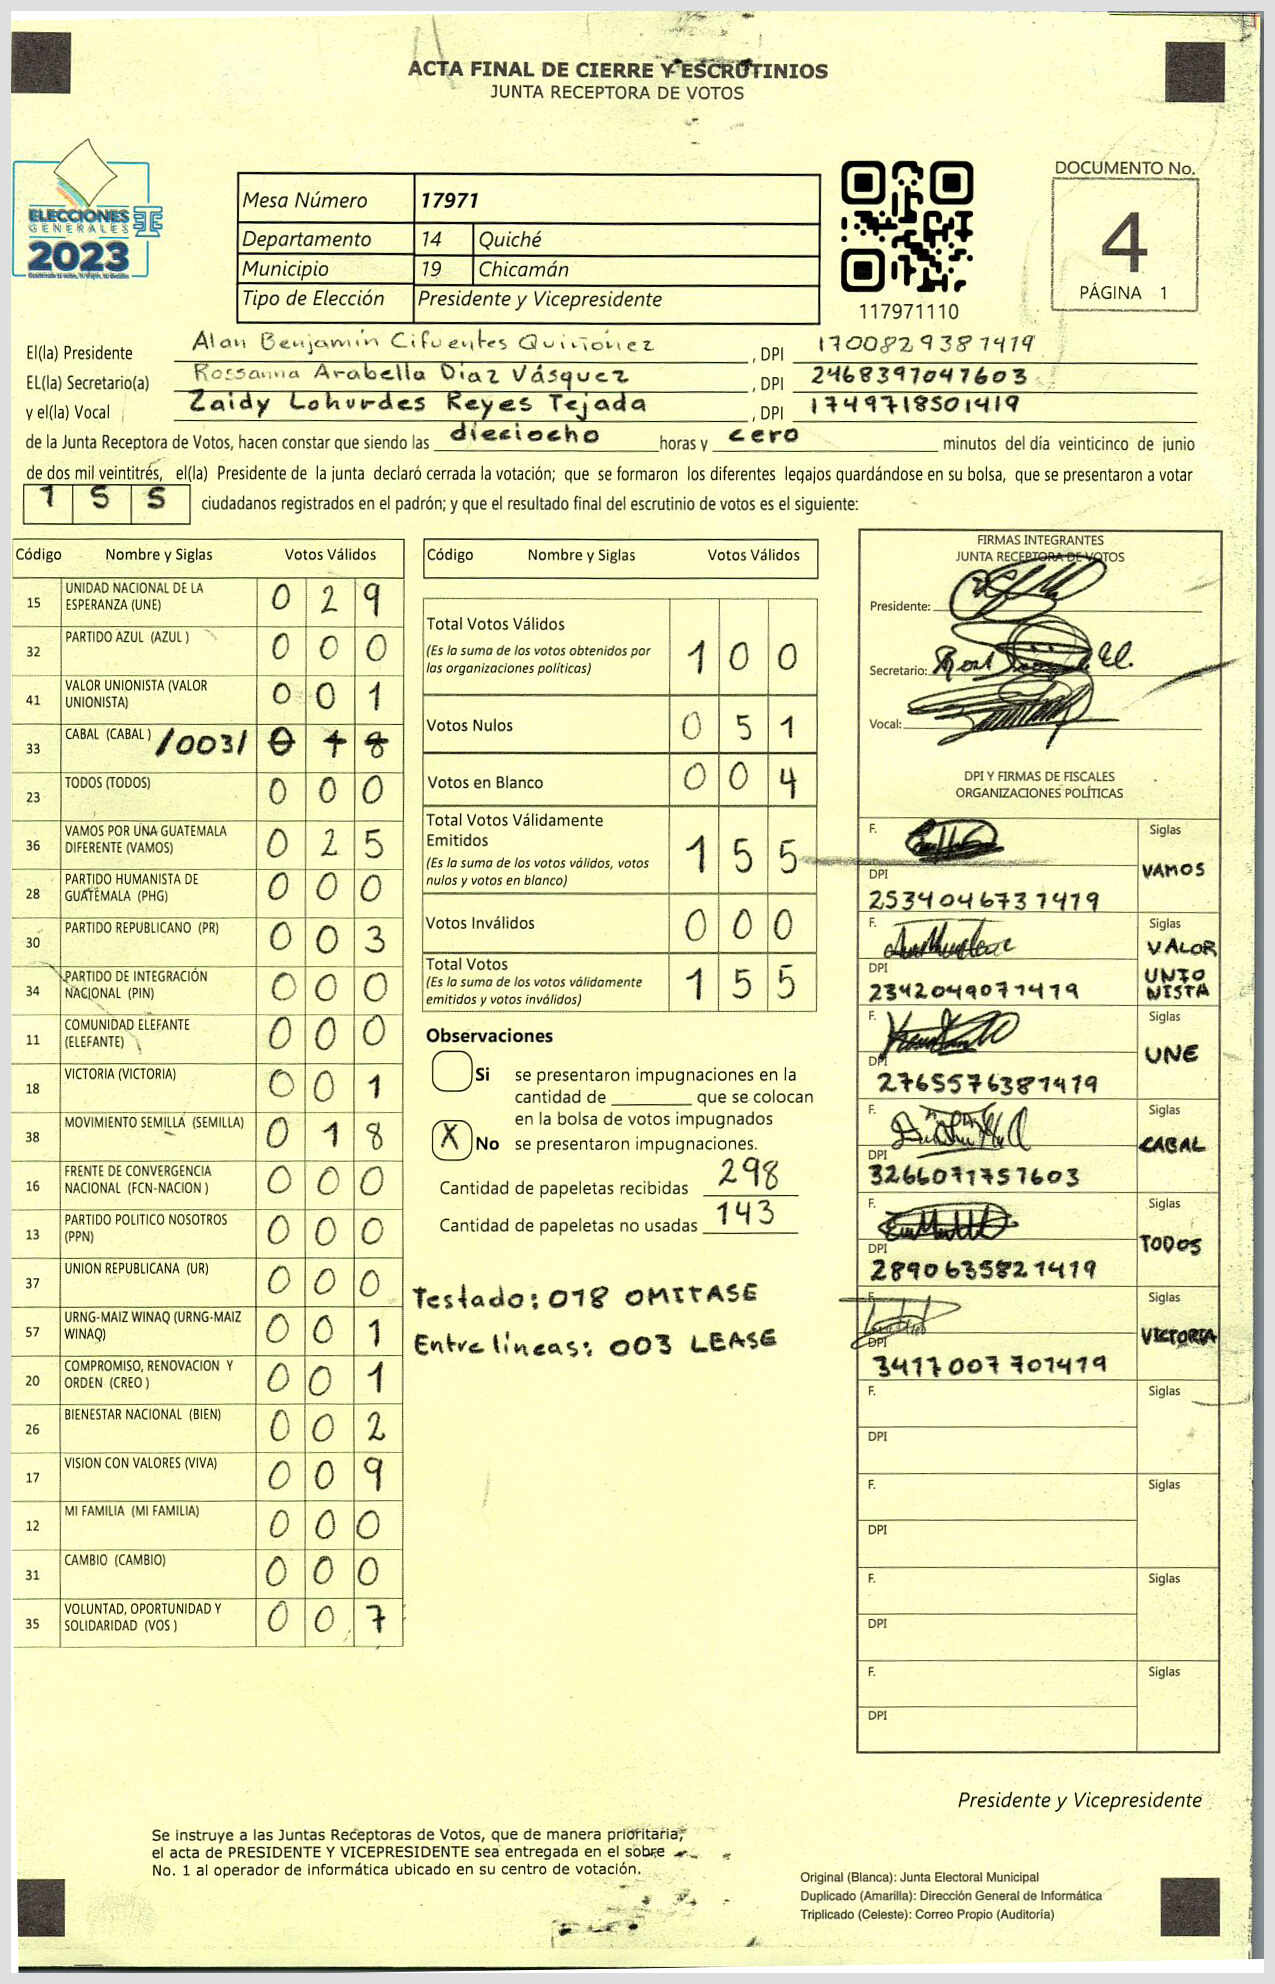 ACTA FINAL DE CIERRE Y ESCRUTINIOS
JUNTA RECEPTORA DE VOTOS
ELECCIONES
GENERALES
2023
Mesa Número 17971
Departamento 14 Quiché
Municipio 19 Chicamán
Tipo de Elección Presidente y Vicepresidente
117971110
DOCUMENTO No.
4
PÁGINA 1
El(la) Presidente Alan Benjamín Cifuentes Quiñónez , DPI 1700829381419
EL(la) Secretario(a) Rossanna Arabella Díaz Vásquez , DPI 2468397047603
y el(la) Vocal Zaidy Lohurdes Reyes Tejada , DPI 1749718501419
de la Junta Receptora de Votos, hacen constar que siendo las dieciocho horas y cero minutos del día veinticinco de junio
de dos mil veintitrés, el(la) Presidente de la junta declaró cerrada la votación; que se formaron los diferentes legajos quardándose en su bolsa, que se presentaron a votar
1 5 5 ciudadanos registrados en el padrón; y que el resultado final del escrutinio de votos es el siguiente:
Código Nombre y Siglas Votos Válidos
15 UNIDAD NACIONAL DE LA ESPERANZA (UNE) 0 2 9
32 PARTIDO AZUL (AZUL ) 0 0 0
41 VALOR UNIONISTA (VALOR UNIONISTA) 0 0 1
33 CABAL (CABAL ) /003/ 0 1 8
23 TODOS (TODOS) 0 0 0
36 VAMOS POR UNA GUATEMALA DIFERENTE (VAMOS) 0 2 5
28 PARTIDO HUMANISTA DE GUATEMALA (PHG) 0 0 0
30 PARTIDO REPUBLICANO (PR) 0 0 3
34 PARTIDO DE INTEGRACIÓN NACIONAL (PIN) 0 0 0
11 COMUNIDAD ELEFANTE (ELEFANTE) 0 0 0
18 VICTORIA (VICTORIA) 0 0 1
38 MOVIMIENTO SEMILLA (SEMILLA) 0 1 8
16 FRENTE DE CONVERGENCIA NACIONAL (FCN-NACION ) 0 0 0
13 PARTIDO POLITICO NOSOTROS (PPN) 0 0 0
37 UNION REPUBLICANA (UR) 0 0 0
57 URNG-MAIZ WINAQ (URNG-MAIZ WINAQ) 0 0 1
20 COMPROMISO, RENOVACION Y ORDEN (CREO ) 0 0 1
26 BIENESTAR NACIONAL (BIEN) 0 0 2
17 VISION CON VALORES (VIVA) 0 0 9
12 MI FAMILIA (MI FAMILIA) 0 0 0
31 CAMBIO (CAMBIO) 0 0 0
35 VOLUNTAD, OPORTUNIDAD Y SOLIDARIDAD (VOS ) 0 0 7
Código Nombre y Siglas Votos Válidos
Total Votos Válidos
(Es la suma de los votos obtenidos por
las organizaciones políticas) 1 0 0
Votos Nulos 0 5 1
Votos en Blanco 0 0 4
Total Votos Válidamente
Emitidos
(Es la suma de los votos válidos, votos
nulos y votos en blanco) 1 5 5
Votos Inválidos 0 0 0
Total Votos
(Es la suma de los votos válidamente
emitidos y votos inválidos) 1 5 5
Observaciones
Si se presentaron impugnaciones en la
cantidad de ________ que se colocan
en la bolsa de votos impugnados
X No se presentaron impugnaciones.
Cantidad de papeletas recibidas 298
Cantidad de papeletas no usadas 143
Testado: 018 OMITASE
Entre líneas: 003 LEASE
FIRMAS INTEGRANTES
JUNTA RECEPTORA DE VOTOS
Presidente:
Secretario:
Vocal:
DPI Y FIRMAS DE FISCALES
ORGANIZACIONES POLÍTICAS
F. Siglas
VAMOS
DPI
2534046731419
F. Siglas
VALOR
UNIONISTA
DPI
2342049071419
F. Siglas
UNE
DPI
2765576381419
F. Siglas
CABAL
DPI
3266071757603
F. Siglas
TODOS
DPI
2890635821419
F. Siglas
VICTORIA
DPI
3417007701419
F. Siglas
DPI
F. Siglas
DPI
F. Siglas
DPI
F. Siglas
DPI
Presidente y Vicepresidente
Se instruye a las Juntas Receptoras de Votos, que de manera prioritaria,
el acta de PRESIDENTE Y VICEPRESIDENTE sea entregada en el sobre
No. 1 al operador de informática ubicado en su centro de votación.
Original (Blanca): Junta Electoral Municipal
Duplicado (Amarilla): Dirección General de Informática
Triplicado (Celeste): Correo Propio (Auditoría)